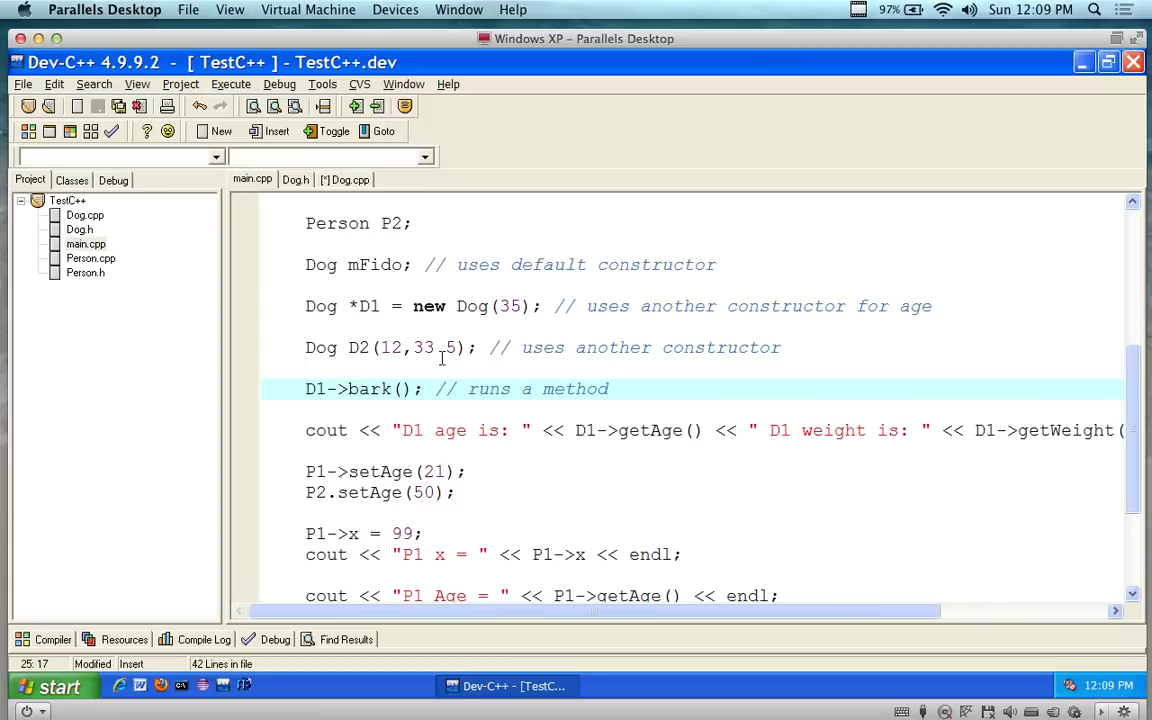 Parallels Desktop File View Virtual Machine Devices Window Help 97% Sun 12:09 PM
Windows XP – Parallels Desktop
Dev-C++ 4.9.9.2 - [ TestC++ ] - TestC++.dev
File Edit Search View Project Execute Debug Tools CVS Window Help
New Insert Toggle Goto
Project Classes Debug
main.cpp Dog.h [*] Dog.cpp
TestC++
Dog.cpp
Dog.h
main.cpp
Person.cpp
Person.h
Person P2;
Dog mFido; // uses default constructor
Dog *D1 = new Dog(35); // uses another constructor for age
Dog D2(12,33.5); // uses another constructor
D1->bark(); // runs a method
cout << "D1 age is: " << D1->getAge() << " D1 weight is: " << D1->getWeight(
P1->setAge(21);
P2.setAge(50);
P1->x = 99;
cout << "P1 x = " << P1->x << endl;
cout << "P1 Age = " << P1->getAge() << endl;
Compiler Resources Compile Log Debug Find Results
25: 17 Modified Insert 42 Lines in file
start Dev-C++ - [TestC... 12:09 PM